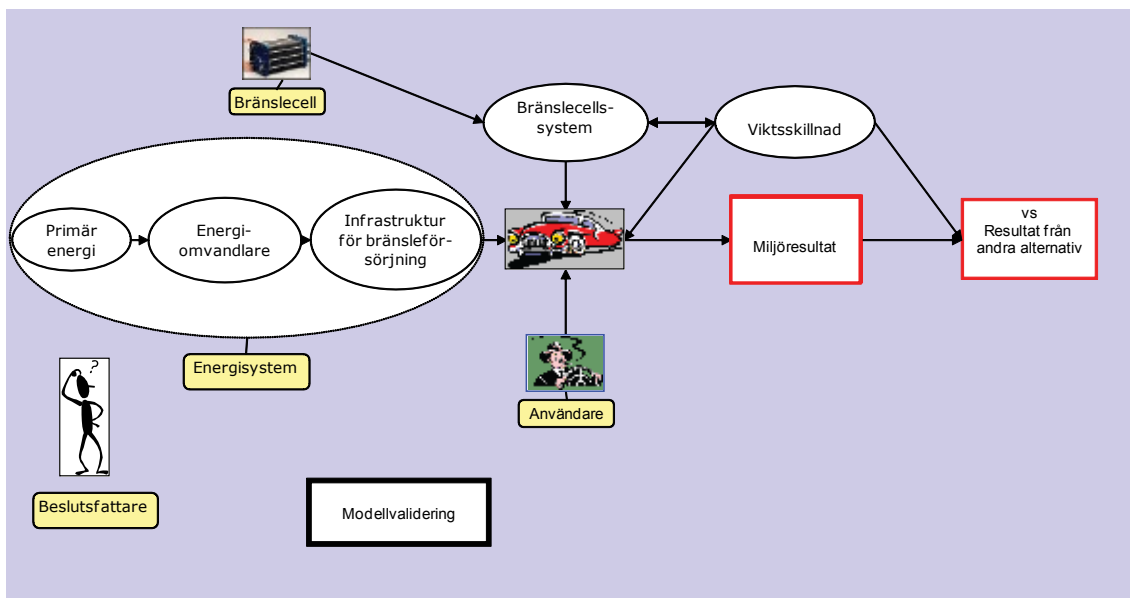 Bränslecell
Bränslecells-
system
Viktsskillnad
Primär
energi
Energi-
omvandlare
Infrastruktur
för bränsleför-
sörjning
Miljöresultat
vs
Resultat från
andra alternativ
Energisystem
?
Användare
Beslutsfattare
Modellvalidering